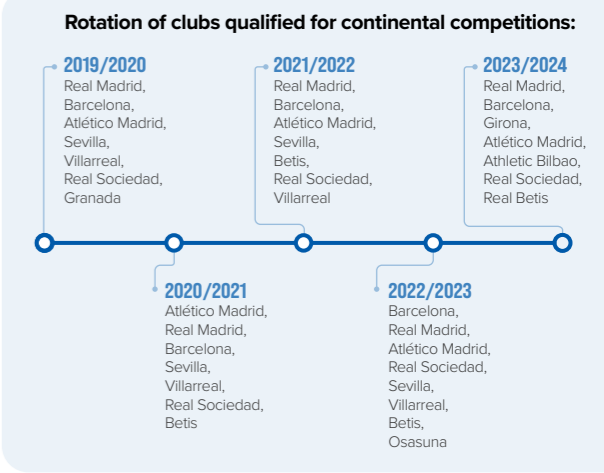 Rotation of clubs qualified for continental competitions:
2019/2020
Real Madrid,
Barcelona,
Atlético Madrid,
Sevilla,
Villarreal,
Real Sociedad,
Granada
2021/2022
Real Madrid,
Barcelona,
Atlético Madrid,
Sevilla,
Betis,
Real Sociedad,
Villarreal
2023/2024
Real Madrid,
Barcelona,
Girona,
Atlético Madrid,
Athletic Bilbao,
Real Sociedad,
Real Betis
2020/2021
Atlético Madrid,
Real Madrid,
Barcelona,
Sevilla,
Villarreal,
Real Sociedad,
Betis
2022/2023
Barcelona,
Real Madrid,
Atlético Madrid,
Real Sociedad,
Sevilla,
Villarreal,
Betis,
Osasuna